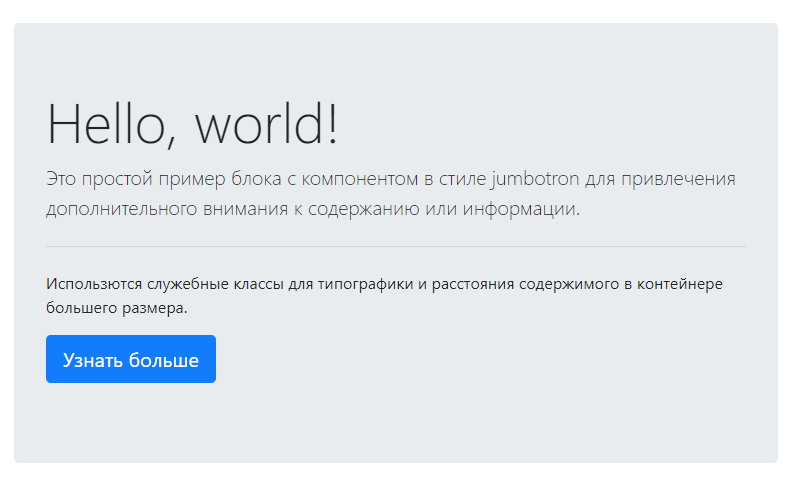 Hello, world!
Это простой пример блока с компонентом в стиле jumbotron для привлечения
дополнительного внимания к содержанию или информации.
Использются служебные классы для типографики и расстояния содержимого в контейнере
большего размера.
Узнать больше